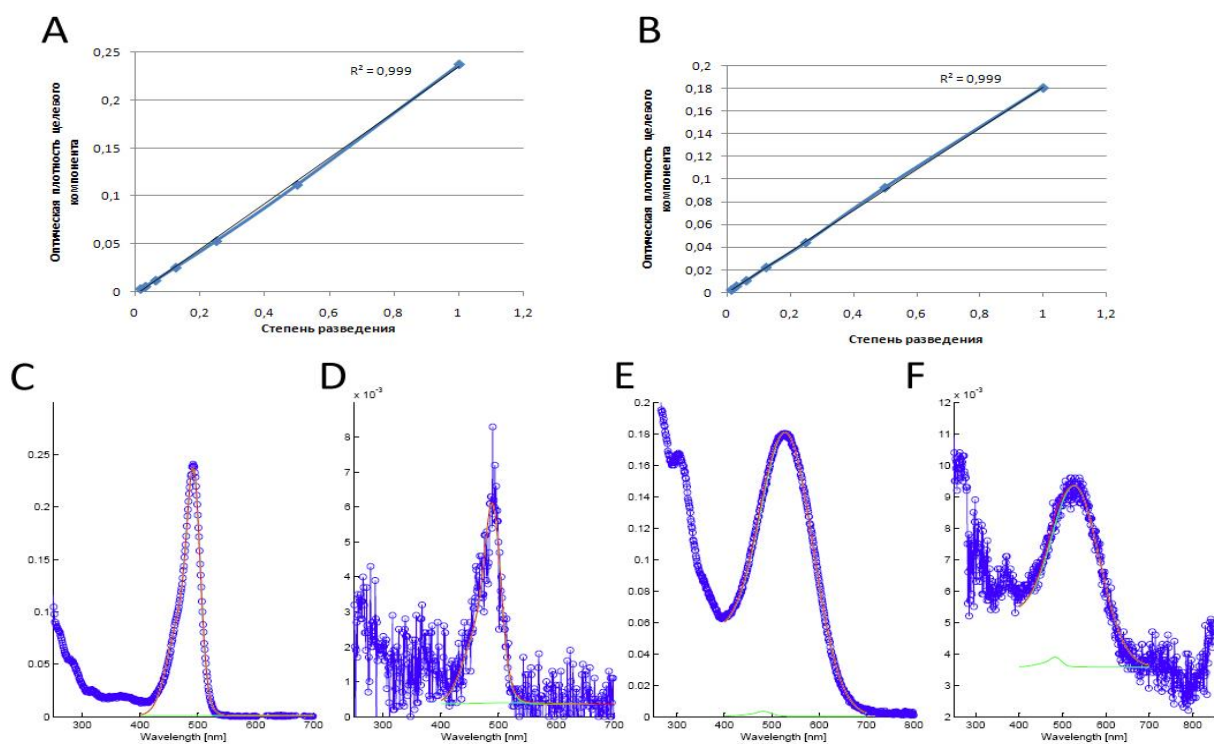 A
Оптическая плотность целевого
компонента
0,25
0,2
0,15
0,1
0,05
0
R² = 0,999
0 0,2 0,4 0,6 0,8 1 1,2
Степень разведения
B
Оптическая плотность целевого
компонента
0,2
0,18
0,16
0,14
0,12
0,1
0,08
0,06
0,04
0,02
0
R² = 0,999
0 0,2 0,4 0,6 0,8 1 1,2
Степень разведения
C
0.25
0.2
0.15
0.1
0.05
0
300 400 500 600 700
Wavelength [nm]
D
× 10⁻³
8
7
6
5
4
3
2
1
0
300 400 500 600 700
Wavelength [nm]
E
0.2
0.18
0.16
0.14
0.12
0.1
0.08
0.06
0.04
0.02
0
300 400 500 600 700 800
Wavelength [nm]
F
× 10⁻³
12
11
10
9
8
7
6
5
4
3
2
300 400 500 600 700 800
Wavelength [nm]